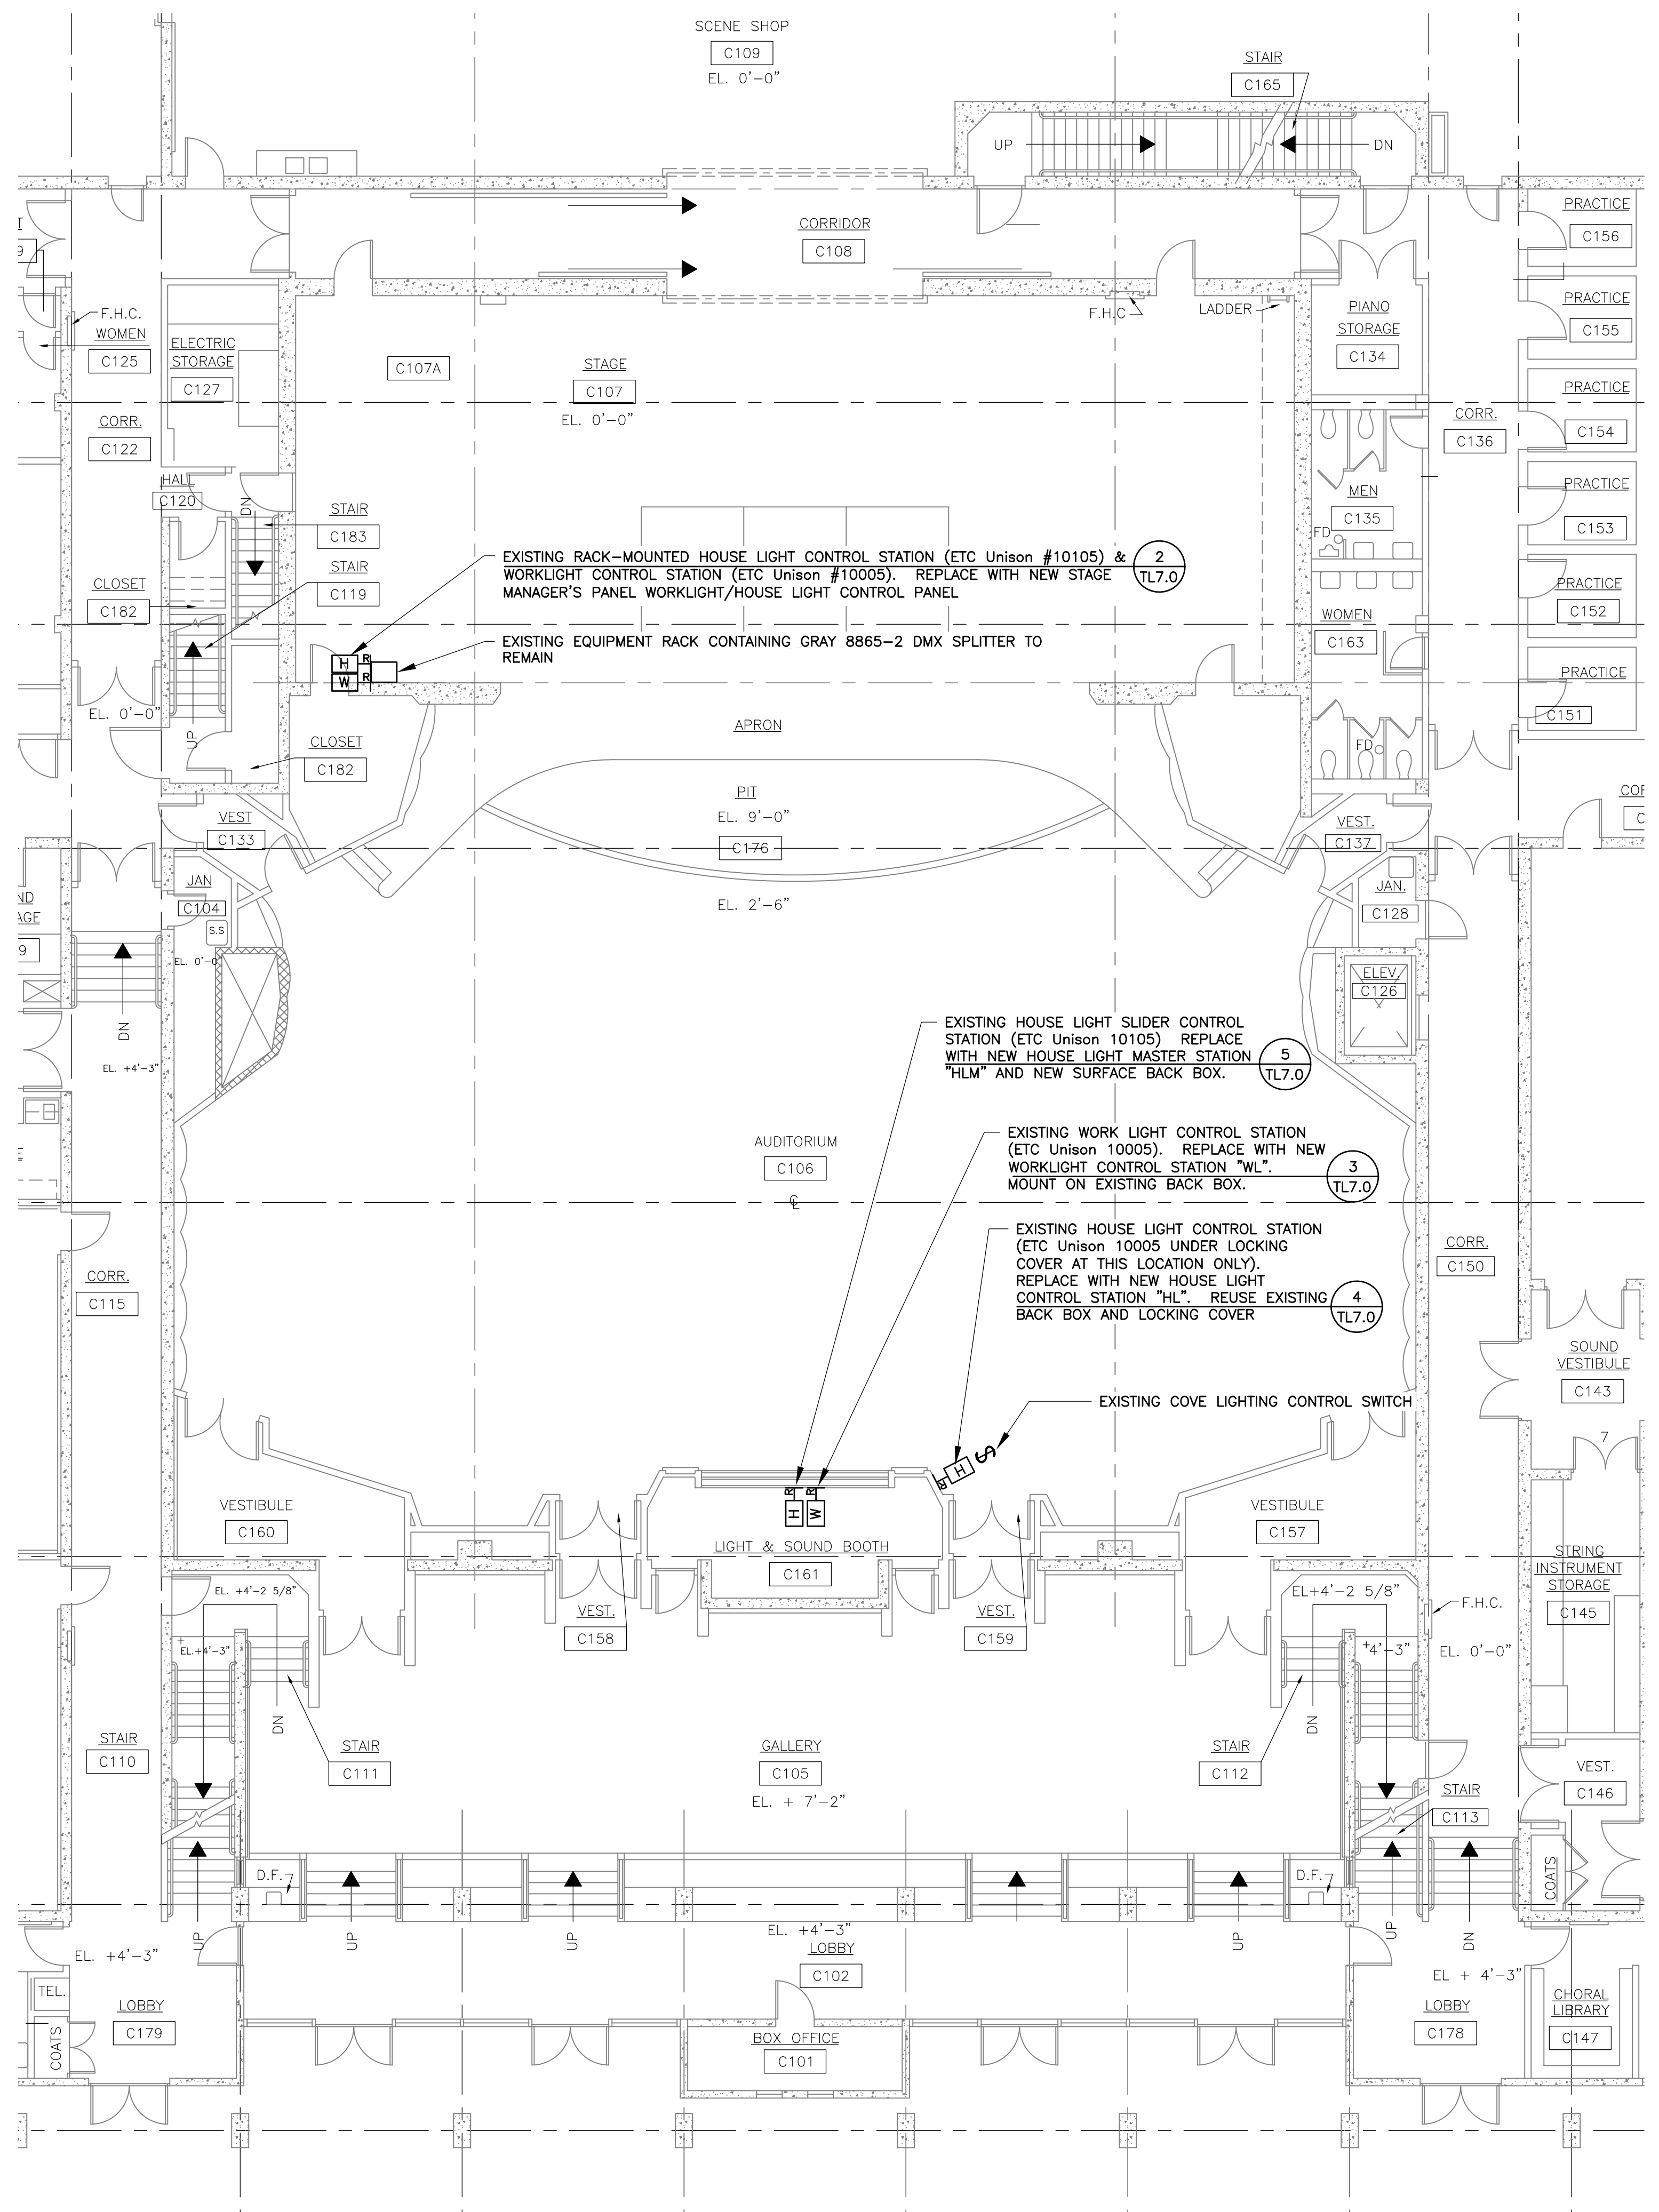 SCENE SHOP
C109
EL. 0'-0"
STAIR
C165
UP
DN
CORRIDOR
C108
PRACTICE
C156
PRACTICE
C155
PRACTICE
C154
PRACTICE
C153
PRACTICE
C152
PRACTICE
C151
F.H.C.
WOMEN
C125
ELECTRIC
STORAGE
C127
C107A
STAGE
C107
EL. 0'-0"
F.H.C
LADDER
PIANO
STORAGE
C134
CORR.
C122
CORR.
C136
HALL
C120
DN
STAIR
C183
STAIR
C119
CLOSET
C182
MEN
C135
FD
WOMEN
C163
FD
EXISTING RACK-MOUNTED HOUSE LIGHT CONTROL STATION (ETC Unison #10105) &
WORKLIGHT CONTROL STATION (ETC Unison #10005). REPLACE WITH NEW STAGE
MANAGER'S PANEL WORKLIGHT/HOUSE LIGHT CONTROL PANEL
2
TL7.0
EXISTING EQUIPMENT RACK CONTAINING GRAY 8865-2 DMX SPLITTER TO
REMAIN
H
R
W
R
EL. 0'-0"
UP
CLOSET
C182
APRON
PIT
EL. 9'-0"
C176
EL. 2'-6"
VEST
C133
VEST.
C137
JAN
C104
S.S
EL. 0'-0
JAN.
C128
ELEV.
C126
ND
AGE
9
DN
EL. +4'-3"
EXISTING HOUSE LIGHT SLIDER CONTROL
STATION (ETC Unison 10105) REPLACE
WITH NEW HOUSE LIGHT MASTER STATION
"HLM" AND NEW SURFACE BACK BOX.
5
TL7.0
AUDITORIUM
C106
EXISTING WORK LIGHT CONTROL STATION
(ETC Unison 10005). REPLACE WITH NEW
WORKLIGHT CONTROL STATION "WL".
MOUNT ON EXISTING BACK BOX.
3
TL7.0
EXISTING HOUSE LIGHT CONTROL STATION
(ETC Unison 10005 UNDER LOCKING
COVER AT THIS LOCATION ONLY).
REPLACE WITH NEW HOUSE LIGHT
CONTROL STATION "HL". REUSE EXISTING
BACK BOX AND LOCKING COVER
4
TL7.0
EXISTING COVE LIGHTING CONTROL SWITCH
CORR.
C115
CORR.
C150
SOUND
VESTIBULE
C143
7
R
H
R
W
R
H
S
VESTIBULE
C160
LIGHT & SOUND BOOTH
C161
VESTIBULE
C157
STRING
INSTRUMENT
STORAGE
C145
EL. +4'-2 5/8"
EL+4'-2 5/8"
F.H.C.
VEST.
C158
VEST.
C159
EL.+4'-3"
+4'-3"
EL. 0'-0"
DN
DN
STAIR
C110
STAIR
C111
GALLERY
C105
EL. + 7'-2"
STAIR
C112
STAIR
C113
VEST.
C146
D.F.
D.F.
COATS
UP
UP
UP
UP
UP
DN
EL. +4'-3"
EL. +4'-3"
LOBBY
C102
EL + 4'-3"
TEL.
COATS
LOBBY
C179
BOX OFFICE
C101
LOBBY
C178
CHORAL
LIBRARY
C147